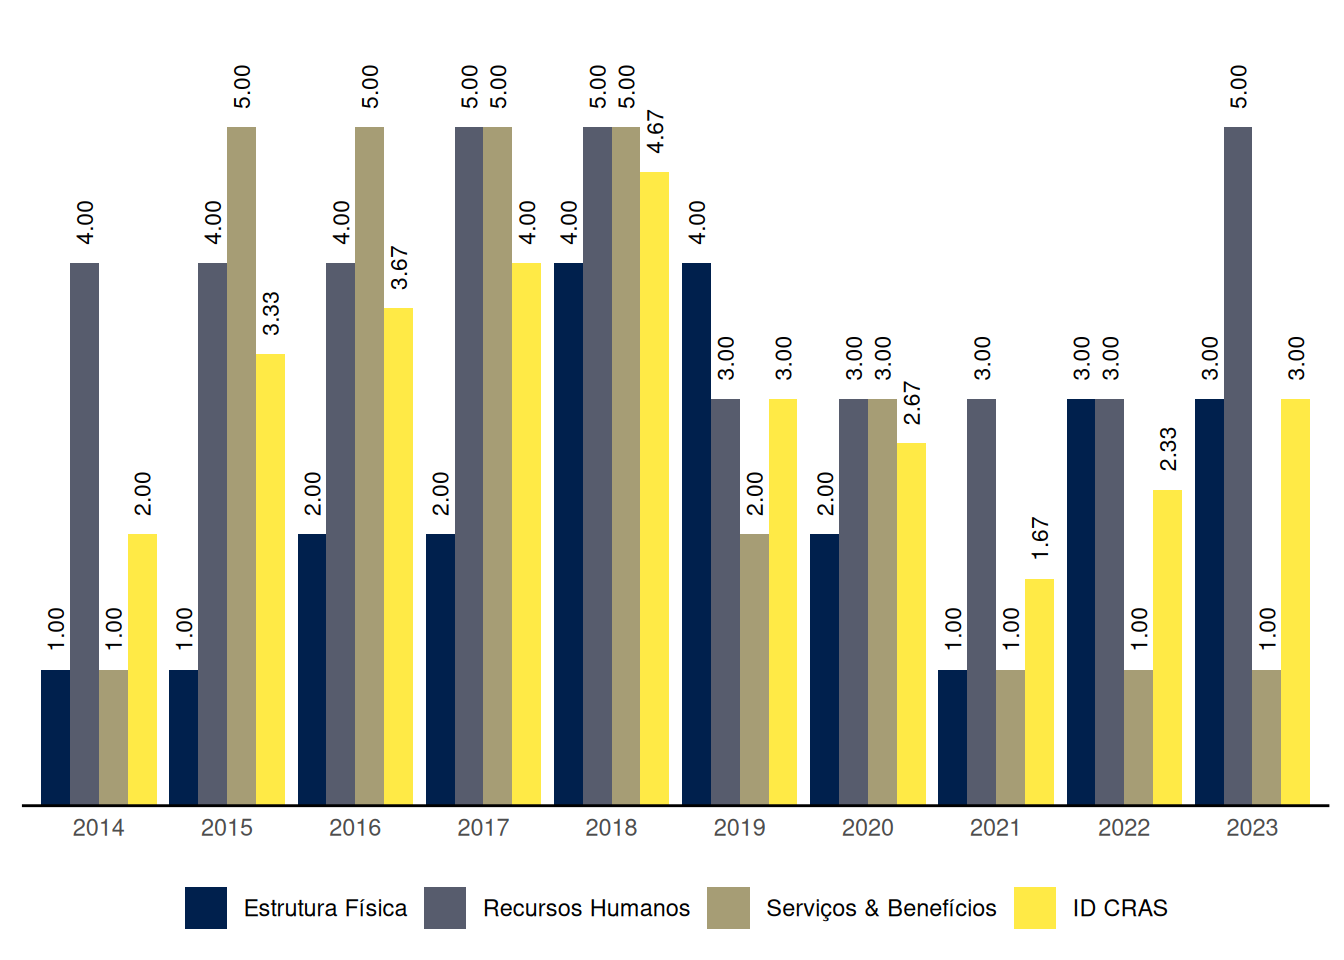 1.00 4.00 1.00 2.00
1.00 4.00 5.00 3.33
2.00 4.00 5.00 3.67
2.00 5.00 5.00 4.00
4.00 5.00 5.00 4.67
4.00 3.00 2.00 3.00
2.00 3.00 3.00 2.67
1.00 3.00 1.00 1.67
3.00 3.00 1.00 2.33
3.00 5.00 1.00 3.00
2014 2015 2016 2017 2018 2019 2020 2021 2022 2023
Estrutura Física Recursos Humanos Serviços & Benefícios ID CRAS